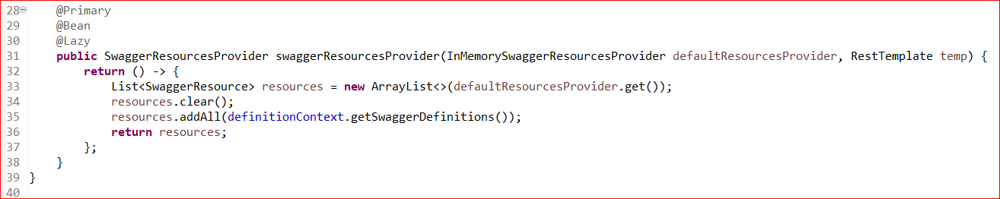 28 @Primary
29 @Bean
30 @Lazy
31 public SwaggerResourcesProvider swaggerResourcesProvider(InMemorySwaggerResourcesProvider defaultResourcesProvider, RestTemplate temp) {
32 return () -> {
33 List<SwaggerResource> resources = new ArrayList<>(defaultResourcesProvider.get());
34 resources.clear();
35 resources.addAll(definitionContext.getSwaggerDefinitions());
36 return resources;
37 };
38 }
39 }
40